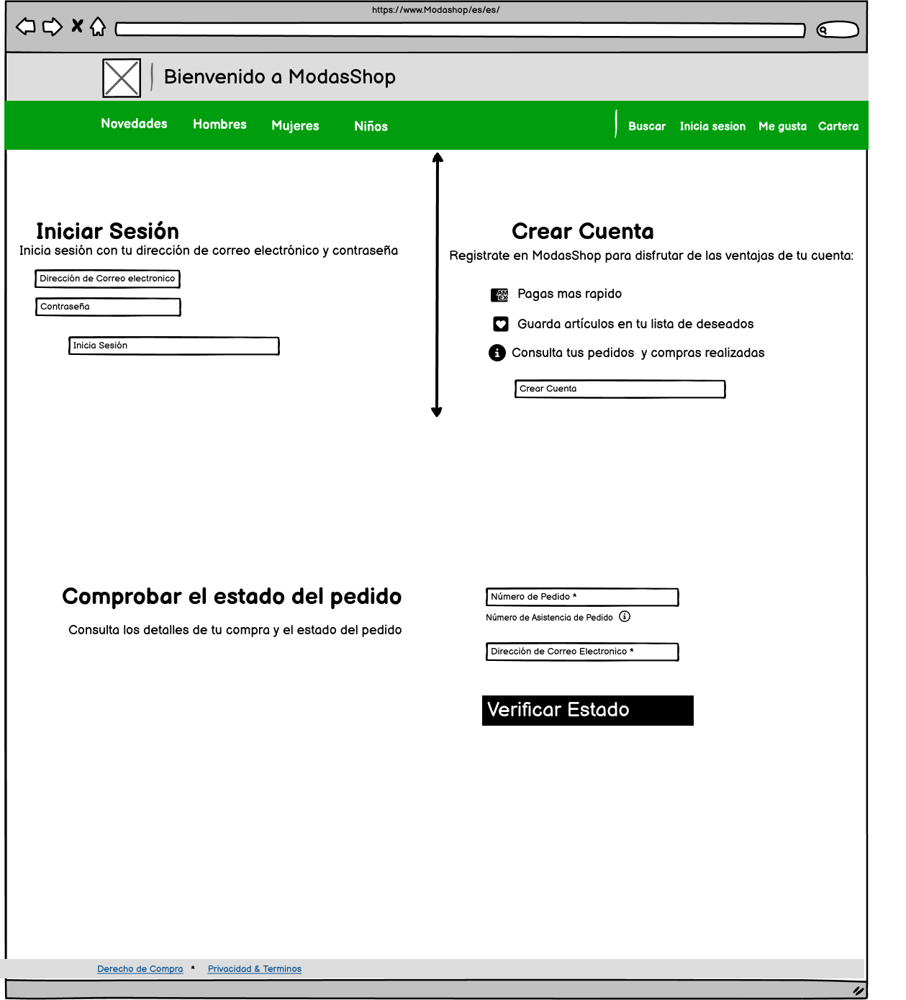 https://www.Modashop/es/es/
Bienvenido a ModasShop
Novedades Hombres Mujeres Niños Buscar Inicia sesion Me gusta Cartera
Iniciar Sesión
Inicia sesión con tu dirección de correo electrónico y contraseña
Dirección de Correo electronico
Contraseña
Inicia Sesión
Crear Cuenta
Registrate en ModasShop para disfrutar de las ventajas de tu cuenta:
AM
EX
Pagas mas rapido
Guarda artículos en tu lista de deseados
Consulta tus pedidos y compras realizadas
Crear Cuenta
Comprobar el estado del pedido
Consulta los detalles de tu compra y el estado del pedido
Número de Pedido *
Número de Asistencia de Pedido
Dirección de Correo Electronico *
Verificar Estado
Derecho de Compra * Privacidad & Terminos